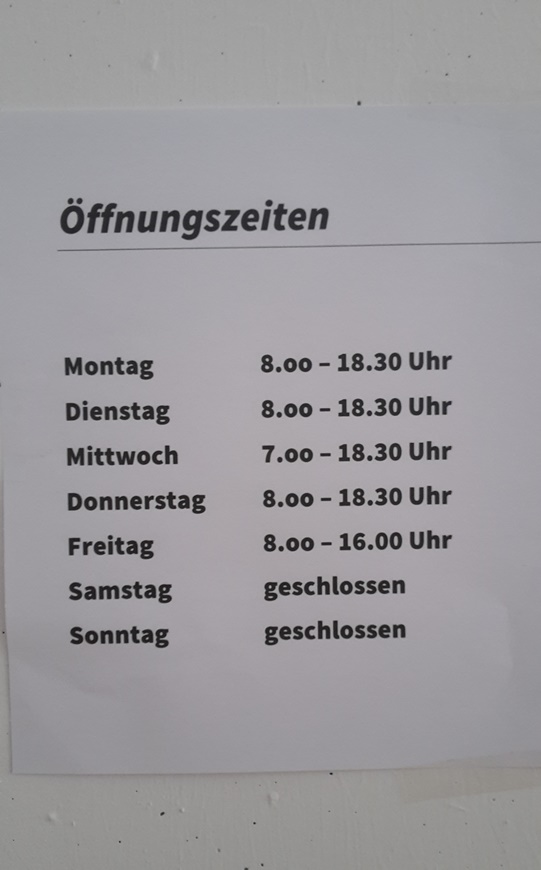 Öffnungszeiten
Montag 8.oo – 18.30 Uhr
Dienstag 8.oo – 18.30 Uhr
Mittwoch 7.oo – 18.30 Uhr
Donnerstag 8.oo – 18.30 Uhr
Freitag 8.oo – 16.00 Uhr
Samstag geschlossen
Sonntag geschlossen